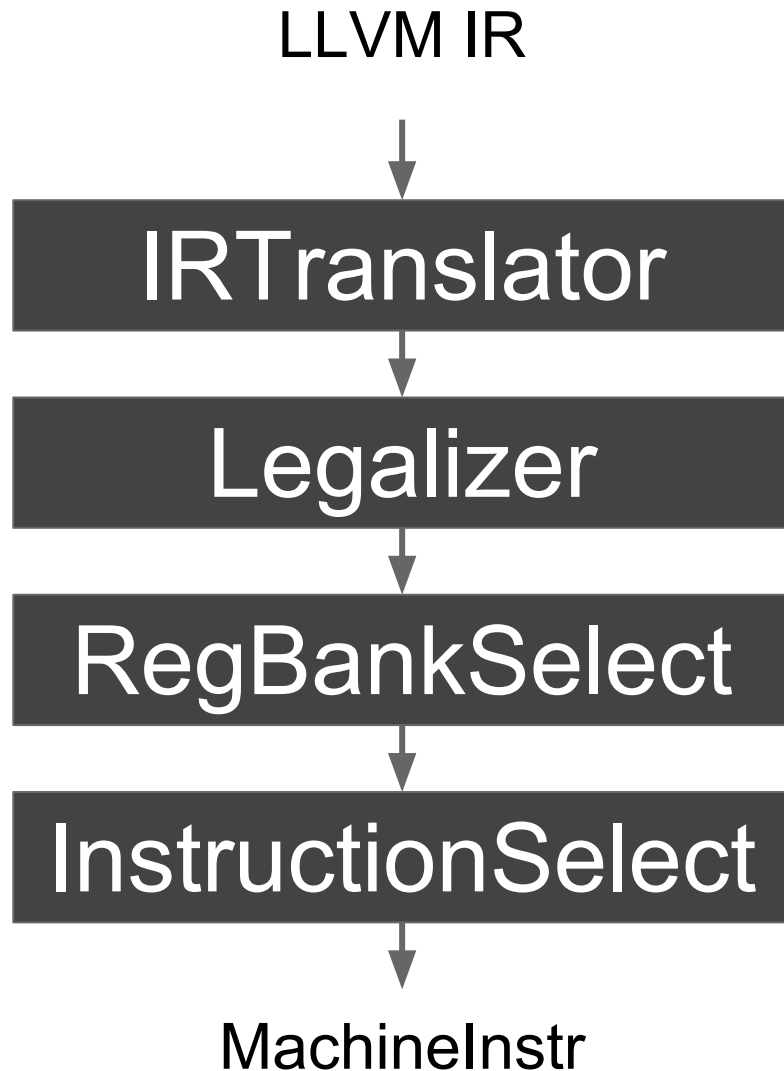 LLVM IR
IRTranslator
Legalizer
RegBankSelect
InstructionSelect
MachineInstr